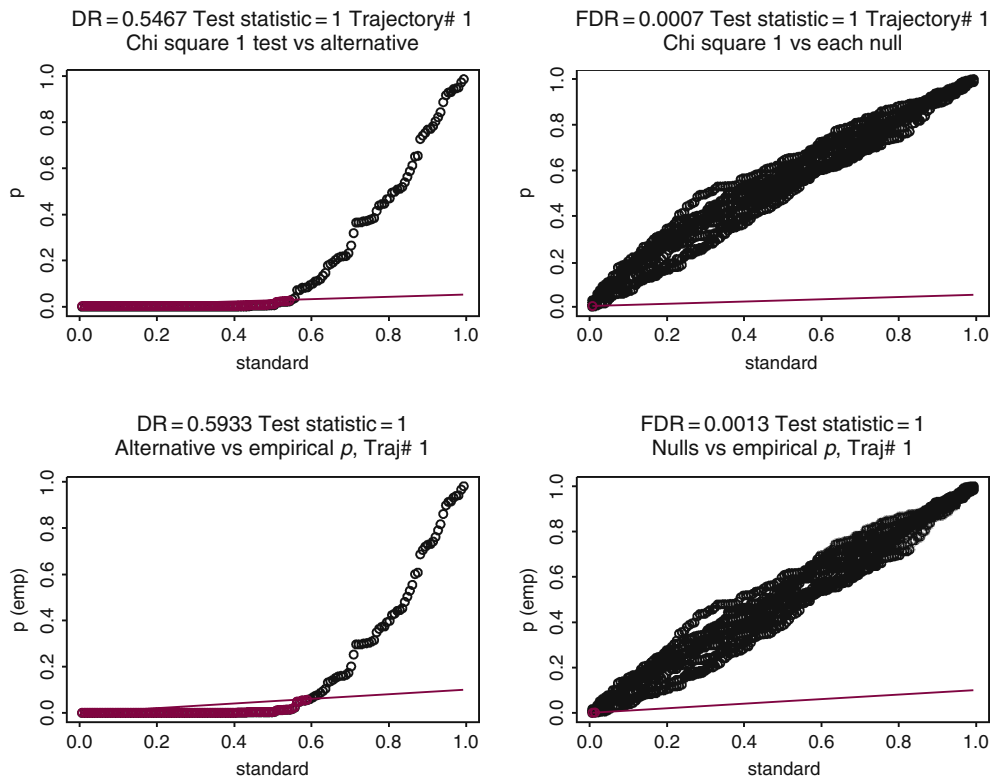 DR = 0.5467 Test statistic = 1 Trajectory# 1
Chi square 1 test vs alternative
1.0
0.8
0.6
0.4
0.2
0.0
p
0.0 0.2 0.4 0.6 0.8 1.0
standard
FDR = 0.0007 Test statistic = 1 Trajectory# 1
Chi square 1 vs each null
1.0
0.8
0.6
0.4
0.2
0.0
p
0.0 0.2 0.4 0.6 0.8 1.0
standard
DR = 0.5933 Test statistic = 1
Alternative vs empirical p, Traj# 1
1.0
0.8
0.6
0.4
0.2
0.0
p (emp)
0.0 0.2 0.4 0.6 0.8 1.0
standard
FDR = 0.0013 Test statistic = 1
Nulls vs empirical p, Traj# 1
1.0
0.8
0.6
0.4
0.2
0.0
p (emp)
0.0 0.2 0.4 0.6 0.8 1.0
standard